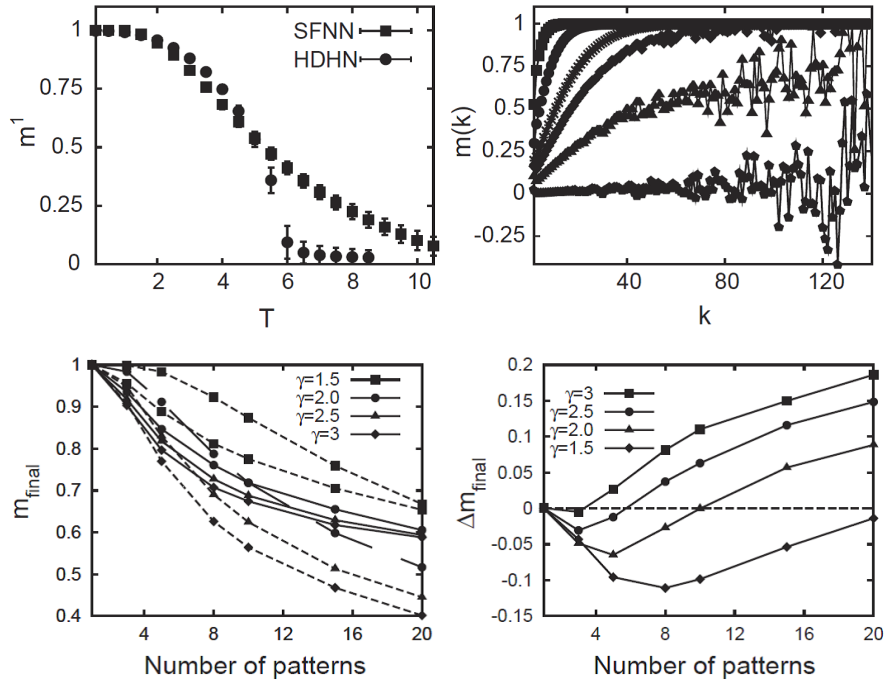 SFNN
HDHN
1
0.75
0.5
0.25
0
m¹
0 2 4 6 8 10
T
1
0.75
0.5
0.25
0
-0.25
m(k)
40 80 120
k
γ=1.5
γ=2.0
γ=2.5
γ=3
1
0.9
0.8
0.7
0.6
0.5
0.4
m_final
4 8 12 16 20
Number of patterns
γ=3
γ=2.5
γ=2.0
γ=1.5
0.2
0.15
0.1
0.05
0
-0.05
-0.1
-0.15
Δm_final
4 8 12 16 20
Number of patterns